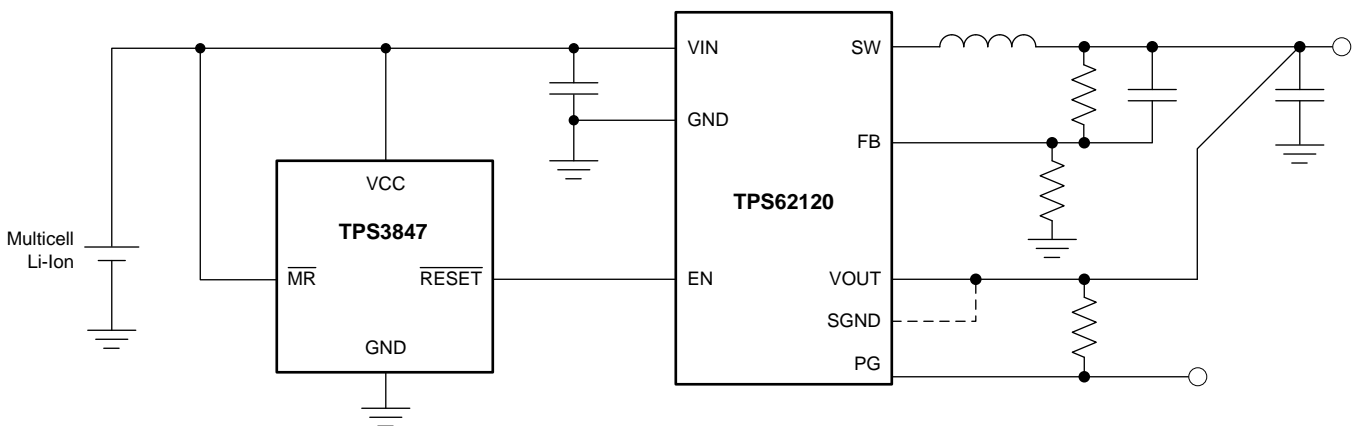 VIN
SW
GND
FB
TPS62120
VCC
TPS3847
Multicell
Li-Ion
MR
RESET
EN
VOUT
SGND
GND
PG